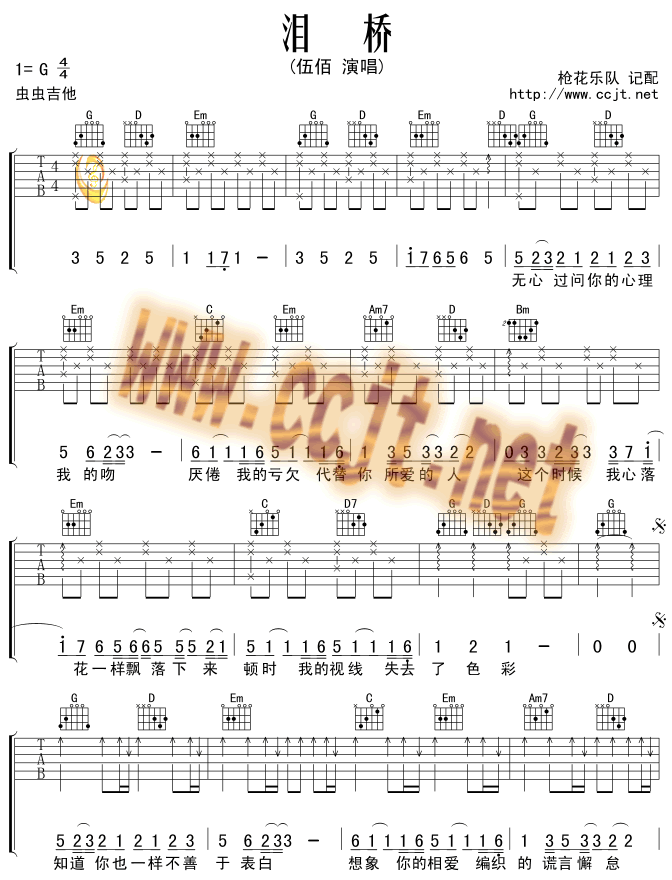 泪 桥
(伍佰 演唱)
1= G 4/4
枪花乐队 记配
虫虫吉他
http://www.ccjt.net
G D Em G D Em D G D
T A B 4 4
3 5 2 5 | 1 1 7 1 - | 3 5 2 5 | i 7 6 5 6 5 | 5 2 3 2 1 2 1 2 3
无心 过问你的心理
Em C Em Am7 D Bm
www.ccjt.net
T A B
5 6 2 3 3 - | 6 1 1 1 6 5 1 1 1 6 | 1 3 5 3 3 2 2 | 0 3 3 2 3 3 3 7 i
我 的吻 厌倦 我的亏欠 代替 你 所爱的 人 这个时候 我心落
Em C D7 G D G G
T A B
i 7 6 5 6 6 5 5 5 2 1 | 5 1 1 1 6 5 1 1 1 6 | 1 2 1 - | 0 0
花一样飘 落下 来 顿时 我的视线 失去 了 色 彩
G D Em C Em Am7 D
T A B
5 2 3 2 1 2 1 2 3 | 5 6 2 3 3 - | 6 1 1 1 6 5 1 1 1 6 | 1 3 5 3 3 2 2
知道 你也一样不善 于 表白 想象 你的相爱 编织 的 谎言懈 怠